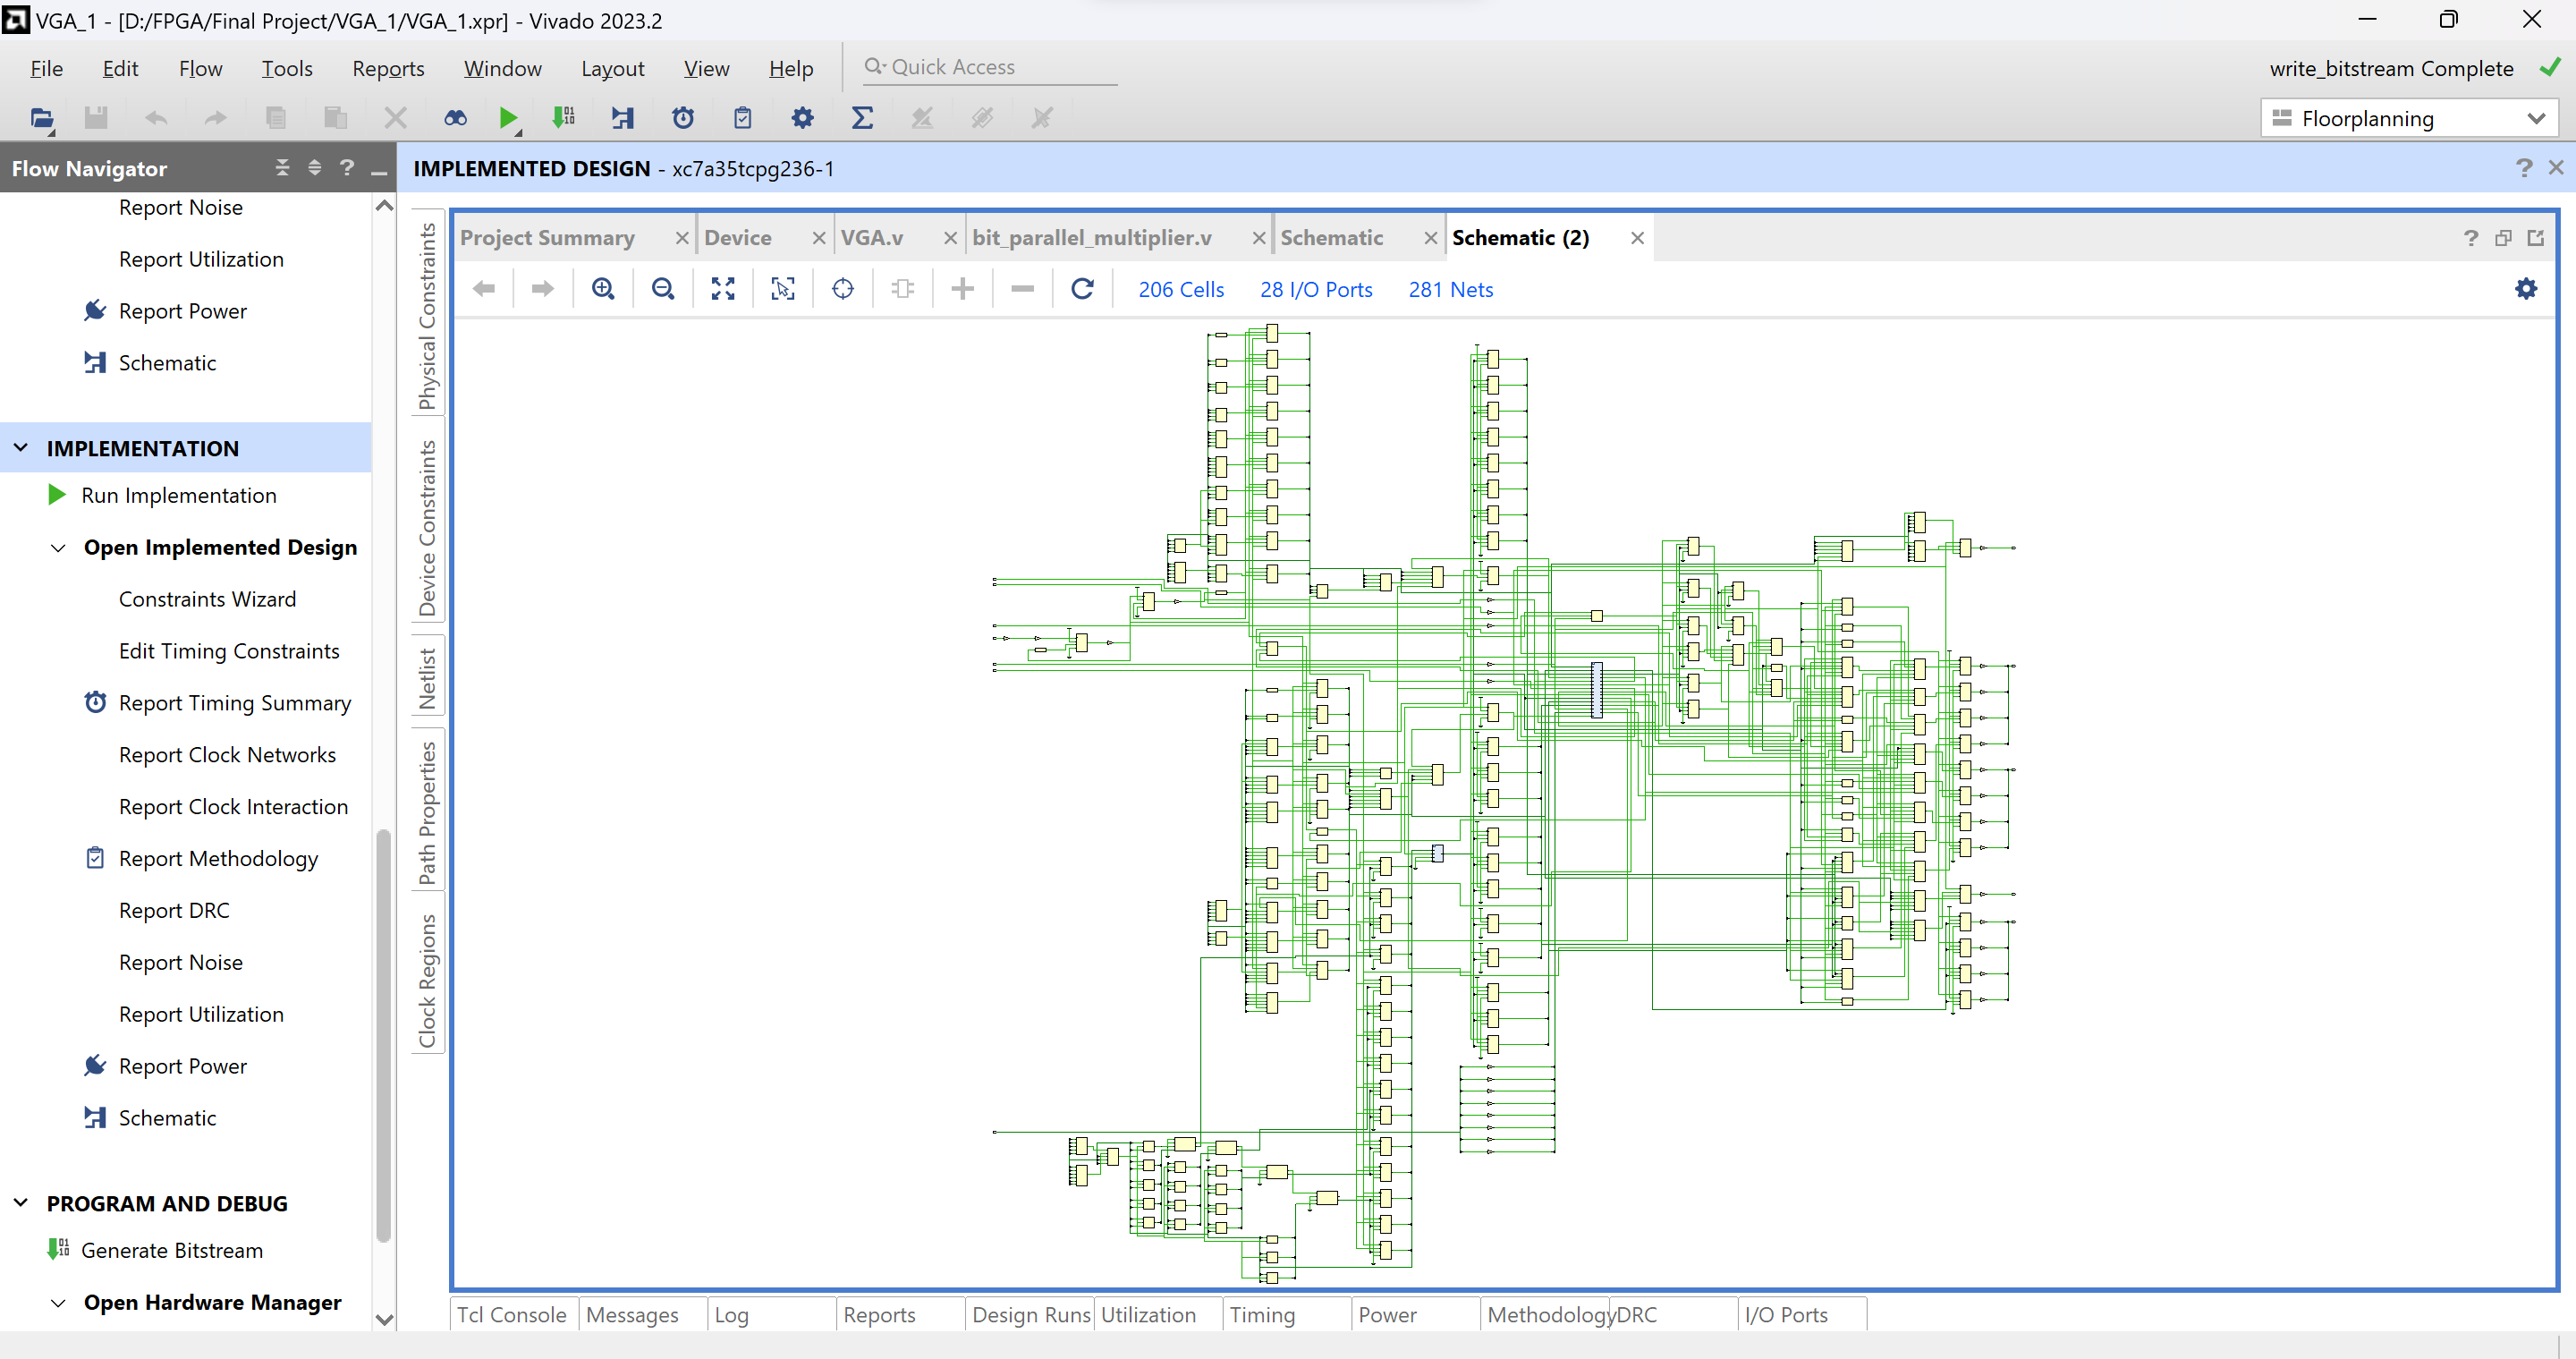 VGA_1 - [D:/FPGA/Final Project/VGA_1/VGA_1.xpr] - Vivado 2023.2
File Edit Flow Tools Reports Window Layout View Help Quick Access
write_bitstream Complete
Floorplanning
Flow Navigator
IMPLEMENTED DESIGN - xc7a35tcpg236-1
Report Noise
Report Utilization
Report Power
Schematic
IMPLEMENTATION
Run Implementation
Open Implemented Design
Constraints Wizard
Edit Timing Constraints
Report Timing Summary
Report Clock Networks
Report Clock Interaction
Report Methodology
Report DRC
Report Noise
Report Utilization
Report Power
Schematic
PROGRAM AND DEBUG
Generate Bitstream
Open Hardware Manager
Physical Constraints
Device Constraints
Netlist
Path Properties
Clock Regions
Project Summary Device VGA.v bit_parallel_multiplier.v Schematic Schematic (2)
206 Cells 28 I/O Ports 281 Nets
Tcl Console Messages Log Reports Design Runs Utilization Timing Power Methodology DRC I/O Ports